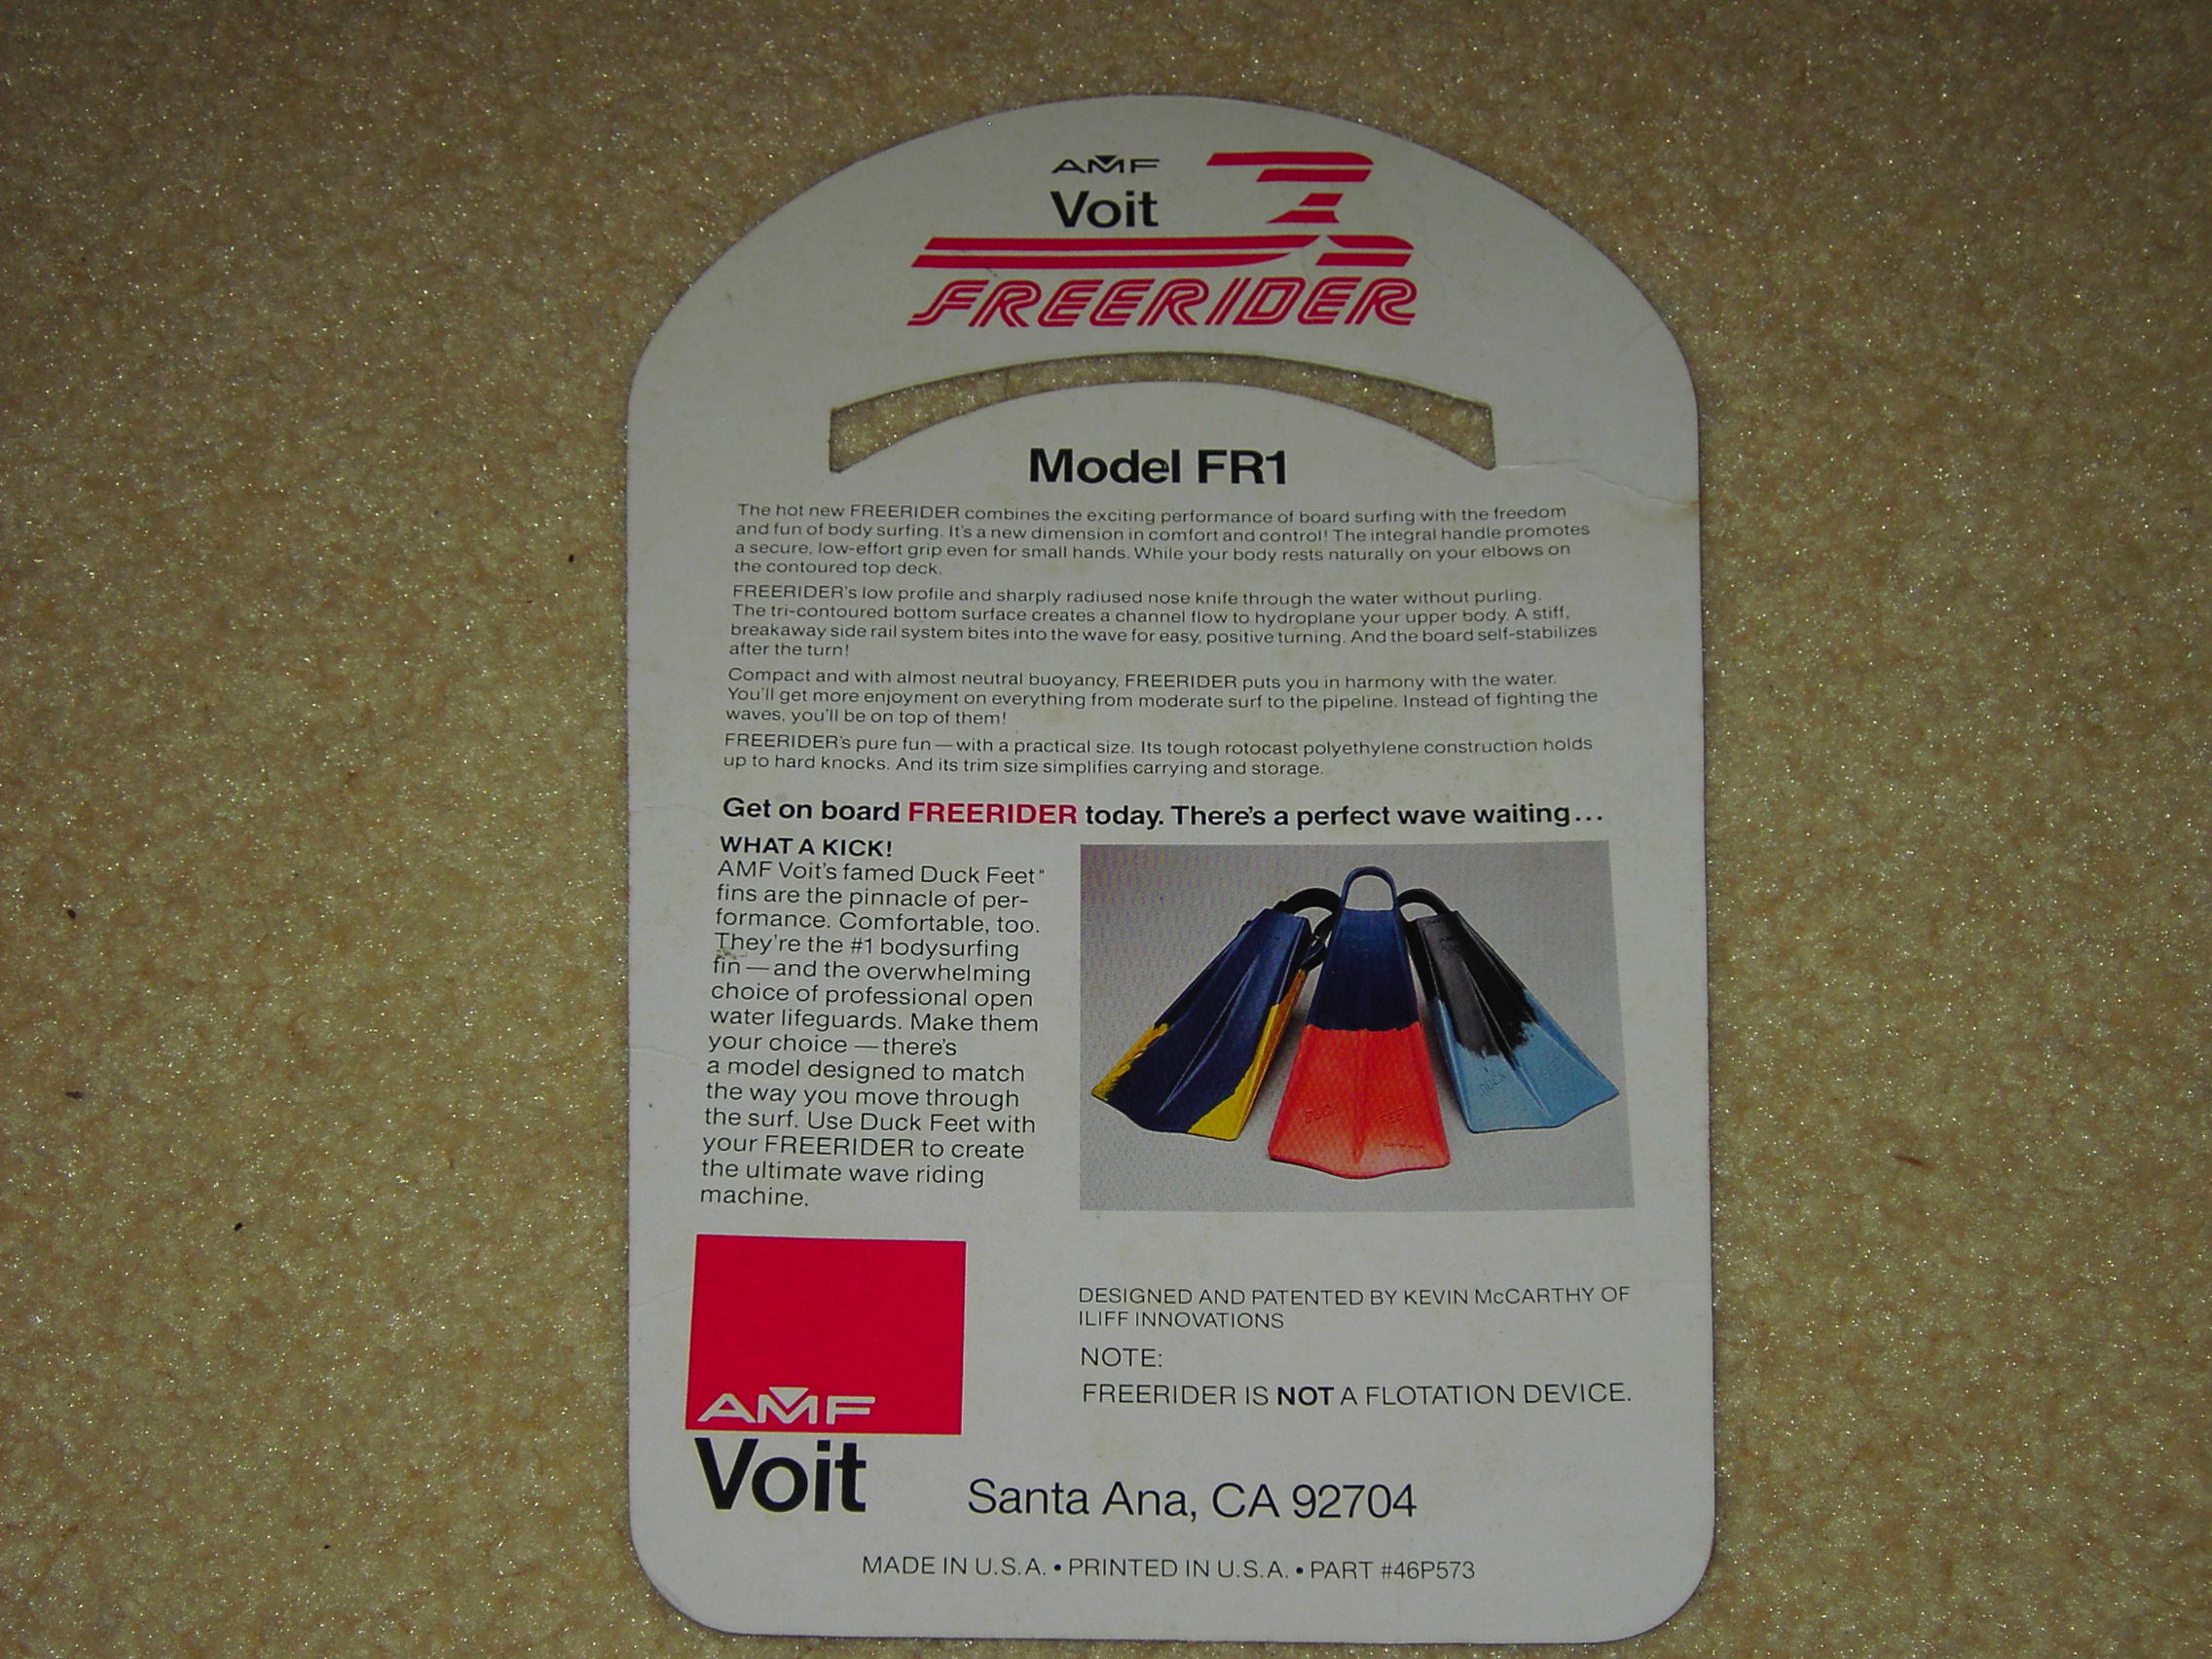 AMF
Voit
FREERIDER
Model FR1
The hot new FREERIDER combines the exciting performance of board surfing with the freedom
and fun of body surfing. It's a new dimension in comfort and control! The integral handle promotes
a secure, low-effort grip even for small hands. While your body rests naturally on your elbows on
the contoured top deck.
FREERIDER's low profile and sharply radiused nose knife through the water without purling.
The tri-contoured bottom surface creates a channel flow to hydroplane your upper body. A stiff,
breakaway side rail system bites into the wave for easy, positive turning. And the board self-stabilizes
after the turn!
Compact and with almost neutral buoyancy, FREERIDER puts you in harmony with the water.
You'll get more enjoyment on everything from moderate surf to the pipeline. Instead of fighting the
waves, you'll be on top of them!
FREERIDER's pure fun — with a practical size. Its tough rotocast polyethylene construction holds
up to hard knocks. And its trim size simplifies carrying and storage.
Get on board FREERIDER today. There's a perfect wave waiting...
WHAT A KICK!
AMF Voit's famed Duck Feet™
fins are the pinnacle of per-
formance. Comfortable, too.
They're the #1 bodysurfing
fin — and the overwhelming
choice of professional open
water lifeguards. Make them
your choice — there's
a model designed to match
the way you move through
the surf. Use Duck Feet with
your FREERIDER to create
the ultimate wave riding
machine.
DUCK FEET
DUCK
DESIGNED AND PATENTED BY KEVIN McCARTHY OF
ILIFF INNOVATIONS
NOTE:
FREERIDER IS NOT A FLOTATION DEVICE.
AMF
Voit
Santa Ana, CA 92704
MADE IN U.S.A. • PRINTED IN U.S.A. • PART #46P573